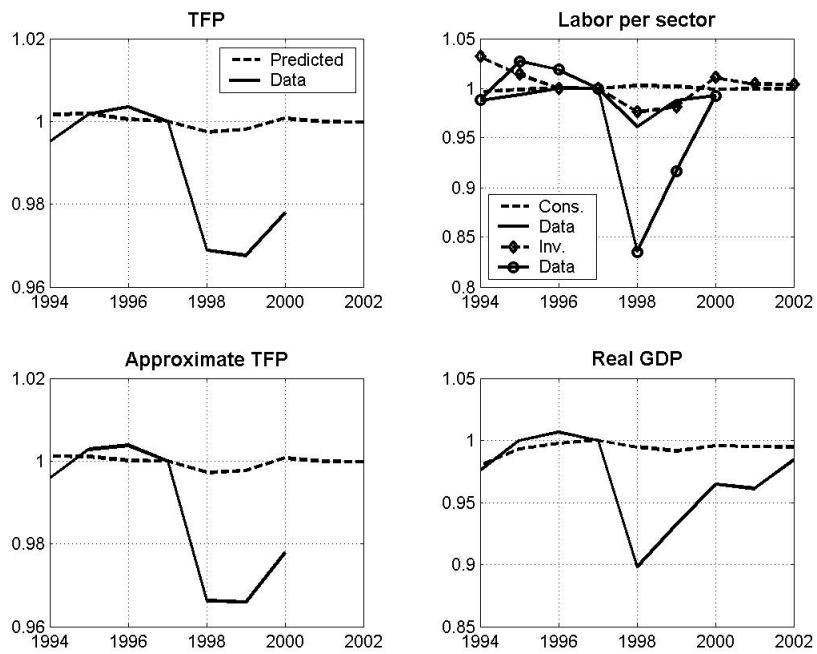 TFP
1.02
1
0.98
0.96
1994 1996 1998 2000 2002
Predicted
Data
Labor per sector
1.05
1
0.95
0.9
0.85
0.8
1994 1996 1998 2000 2002
Cons.
Data
Inv.
Data
Approximate TFP
1.02
1
0.98
0.96
1994 1996 1998 2000 2002
Real GDP
1.05
1
0.95
0.9
0.85
1994 1996 1998 2000 2002